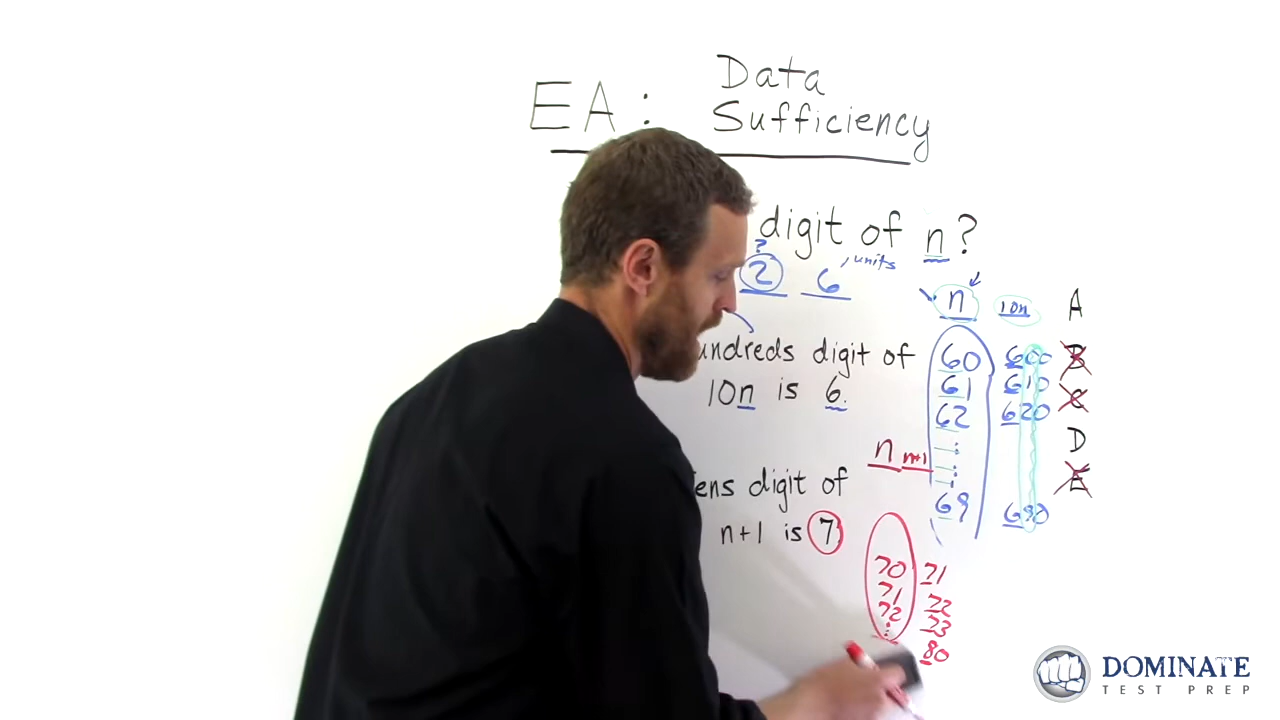 EA: Data
Sufficiency
digit of n?
?
2 6 units
n 10n A
hundreds digit of 60 600 B
10n is 6. 61 610 C
62 620
D
n n+1
tens digit of E
69 690
n+1 is 7
70 71
71 72
72 73
80
DOMINATE
TEST PREP